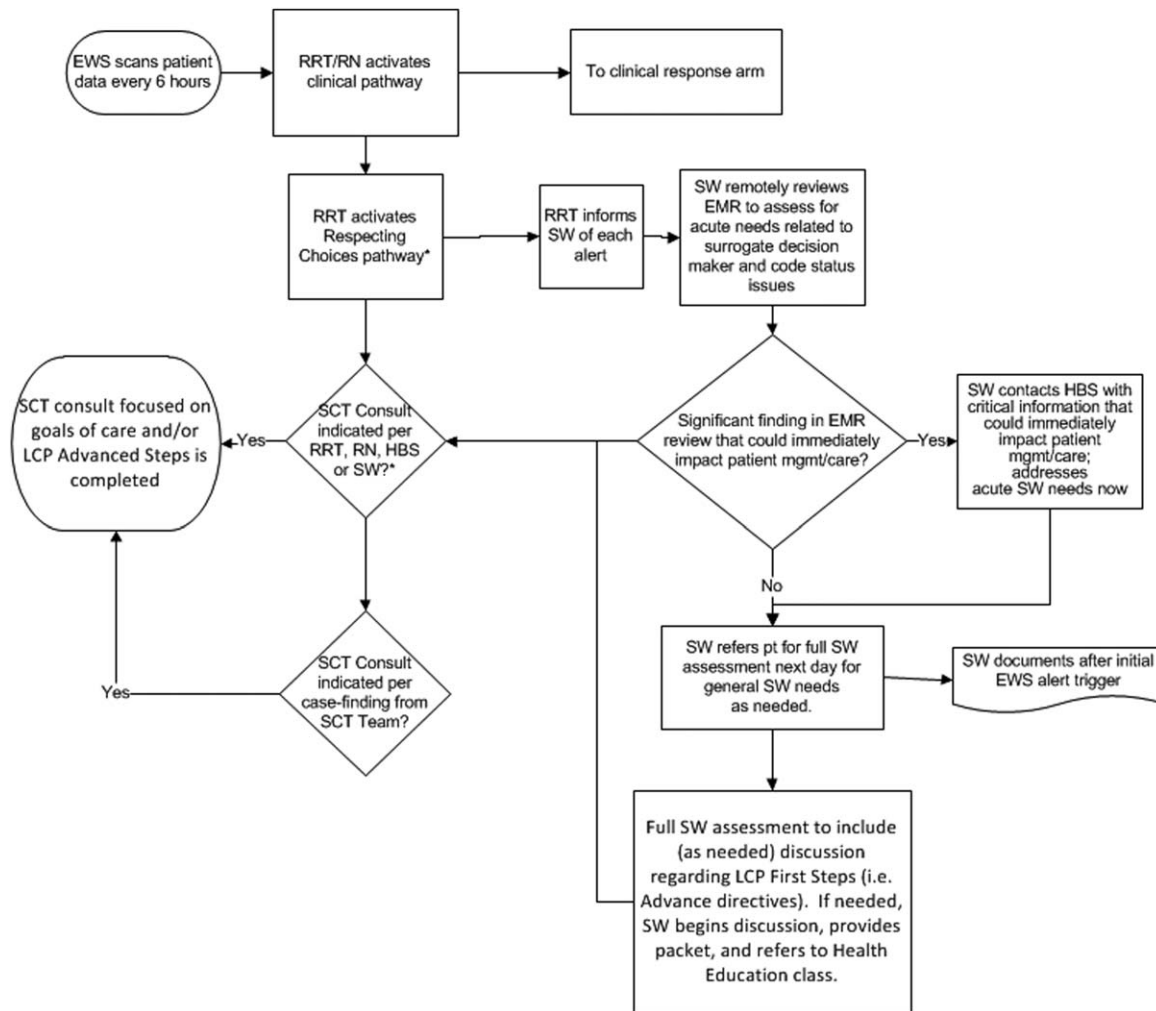 EWS scans patient
data every 6 hours
RRT/RN activates
clinical pathway
To clinical response arm
RRT activates
Respecting
Choices pathway*
RRT informs
SW of each
alert
SW remotely reviews
EMR to assess for
acute needs related to
surrogate decision
maker and code status
issues
SCT consult focused on
goals of care and/or
LCP Advanced Steps is
completed
Yes
SCT Consult
indicated per
RRT, RN, HBS
or SW?*
Significant finding in EMR
review that could immediately
impact patient mgmt/care?
Yes
SW contacts HBS with
critical information that
could immediately
impact patient
mgmt/care;
addresses
acute SW needs now
No
Yes
SCT Consult
indicated per
case-finding from
SCT Team?
SW refers pt for full SW
assessment next day for
general SW needs
as needed.
SW documents after initial
EWS alert trigger
Full SW assessment to include
(as needed) discussion
regarding LCP First Steps (i.e.
Advance directives).  If needed,
SW begins discussion, provides
packet, and refers to Health
Education class.